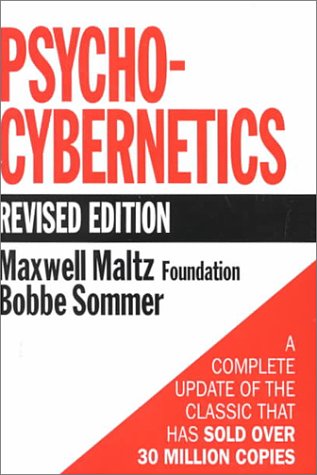 PSYCHO-
CYBERNETICS
REVISED EDITION
Maxwell Maltz Foundation
Bobbe Sommer
A
COMPLETE
UPDATE OF THE
CLASSIC THAT
HAS SOLD OVER
30 MILLION COPIES